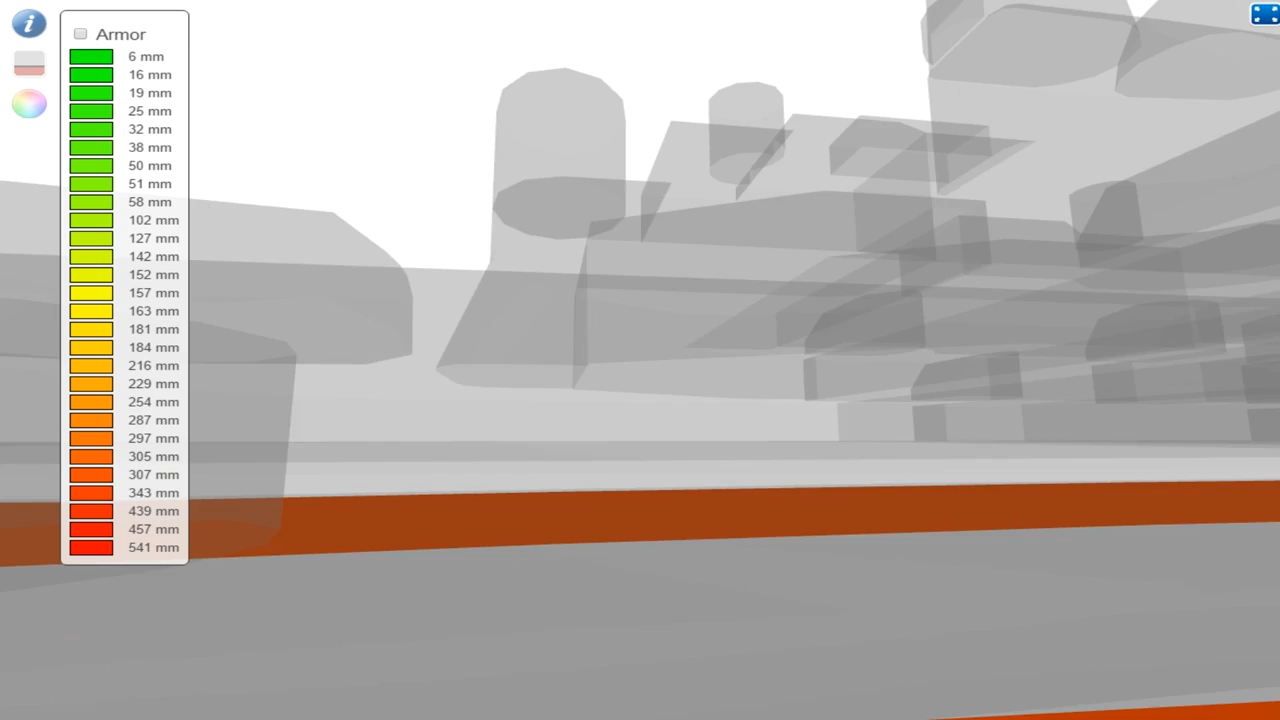 Armor
6 mm
16 mm
19 mm
25 mm
32 mm
38 mm
50 mm
51 mm
58 mm
102 mm
127 mm
142 mm
152 mm
157 mm
163 mm
181 mm
184 mm
216 mm
229 mm
254 mm
287 mm
297 mm
305 mm
307 mm
343 mm
439 mm
457 mm
541 mm